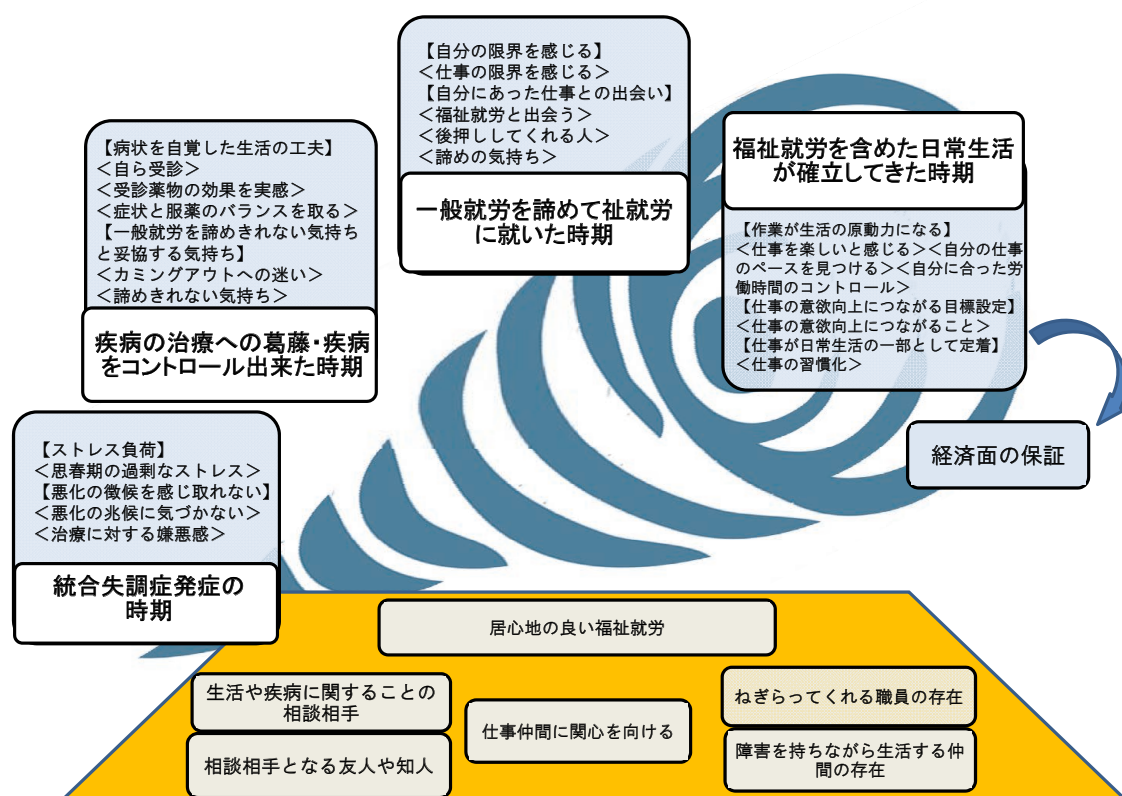 【自分の限界を感じる】
<仕事の限界を感じる>
【自分にあった仕事との出会い】
<福祉就労と出会う>
<後押ししてくれる人>
<諦めの気持ち>
一般就労を諦めて祉就労
に就いた時期
【病状を自覚した生活の工夫】
<自ら受診>
<受診薬物の効果を実感>
<症状と服薬のバランスを取る>
【一般就労を諦めきれない気持ち
と妥協する気持ち】
<カミングアウトへの迷い>
<諦めきれない気持ち>
疾病の治療への葛藤・疾病
をコントロール出来た時期
福祉就労を含めた日常生活
が確立してきた時期
【作業が生活の原動力になる】
<仕事を楽しいと感じる><自分の仕事
のペースを見つける><自分に合った労
働時間のコントロール>
【仕事の意欲向上につながる目標設定】
<仕事の意欲向上につながること>
【仕事が日常生活の一部として定着】
<仕事の習慣化>
経済面の保証
【ストレス負荷】
<思春期の過剰なストレス>
【悪化の徴候を感じ取れない】
<悪化の兆候に気づかない>
<治療に対する嫌悪感>
統合失調症発症の
時期
居心地の良い福祉就労
生活や疾病に関することの
相談相手
相談相手となる友人や知人
仕事仲間に関心を向ける
ねぎらってくれる職員の存在
障害を持ちながら生活する仲
間の存在